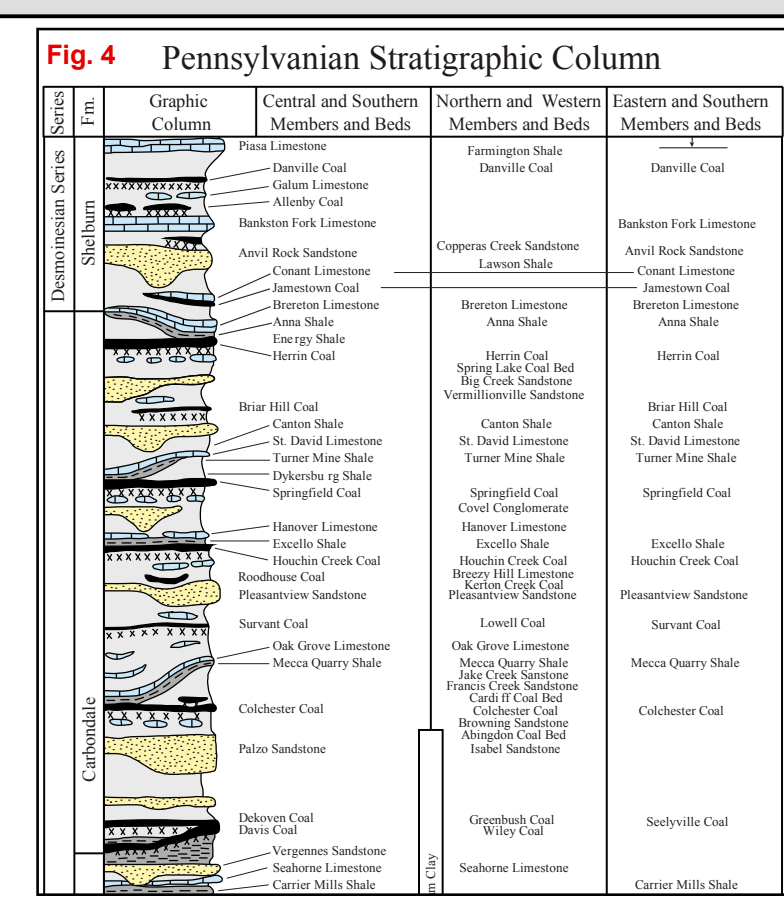 Fig. 4 Pennsylvanian Stratigraphic Column
Series
Fm.
Graphic
Column
Central and Southern
Members and Beds
Northern and Western
Members and Beds
Eastern and Southern
Members and Beds
Desmoinesian Series
Shelburn
Carbondale
Piasa Limestone
Danville Coal
Galum Limestone
Allenby Coal
Bankston Fork Limestone
Anvil Rock Sandstone
Conant Limestone
Jamestown Coal
Brereton Limestone
Anna Shale
Energy Shale
Herrin Coal
Briar Hill Coal
Canton Shale
St. David Limestone
Turner Mine Shale
Dykersbu rg Shale
Springfield Coal
Hanover Limestone
Excello Shale
Houchin Creek Coal
Roodhouse Coal
Pleasantview Sandstone
Survant Coal
Oak Grove Limestone
Mecca Quarry Shale
Colchester Coal
Palzo Sandstone
Dekoven Coal
Davis Coal
Vergennes Sandstone
Seahorne Limestone
Carrier Mills Shale
Farmington Shale
Danville Coal
Copperas Creek Sandstone
Lawson Shale
Brereton Limestone
Anna Shale
Herrin Coal
Spring Lake Coal Bed
Big Creek Sandstone
Vermillionville Sandstone
Canton Shale
St. David Limestone
Turner Mine Shale
Springfield Coal
Covel Conglomerate
Hanover Limestone
Excello Shale
Houchin Creek Coal
Breezy Hill Limestone
Kerton Creek Coal
Pleasantview Sandstone
Lowell Coal
Oak Grove Limestone
Mecca Quarry Shale
Jake Creek Sanstone
Francis Creek Sandstone
Cardi ff Coal Bed
Colchester Coal
Browning Sandstone
Abingdon Coal Bed
Isabel Sandstone
Greenbush Coal
Wiley Coal
Seahorne Limestone
Clay
Danville Coal
Bankston Fork Limestone
Anvil Rock Sandstone
Conant Limestone
Jamestown Coal
Brereton Limestone
Anna Shale
Herrin Coal
Briar Hill Coal
Canton Shale
St. David Limestone
Turner Mine Shale
Springfield Coal
Excello Shale
Houchin Creek Coal
Pleasantview Sandstone
Survant Coal
Mecca Quarry Shale
Colchester Coal
Seelyville Coal
Carrier Mills Shale